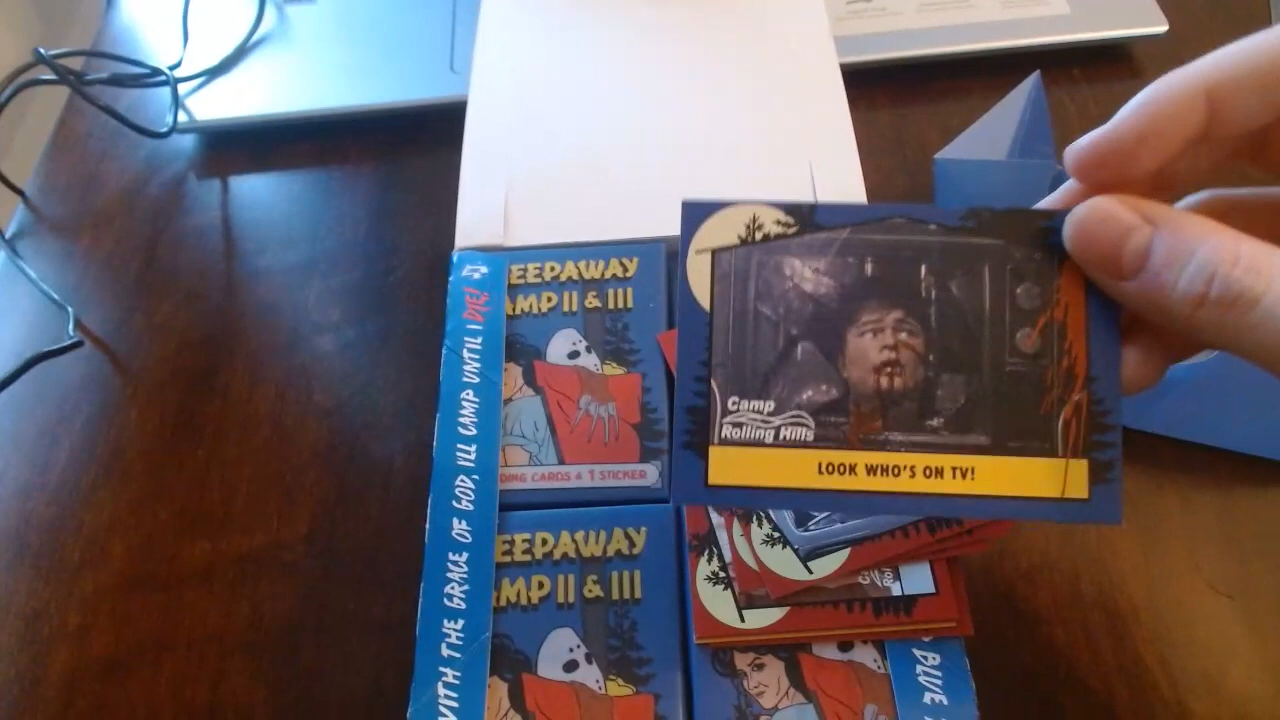 EEPAWAY
AMP II & III
DING CARDS & 1 STICKER
WITH THE GRACE OF GOD, I'LL CAMP UNTIL I DIE!
Camp
Rolling Hills
LOOK WHO'S ON TV!
EEPAWAY
AMP II & III
BLUE